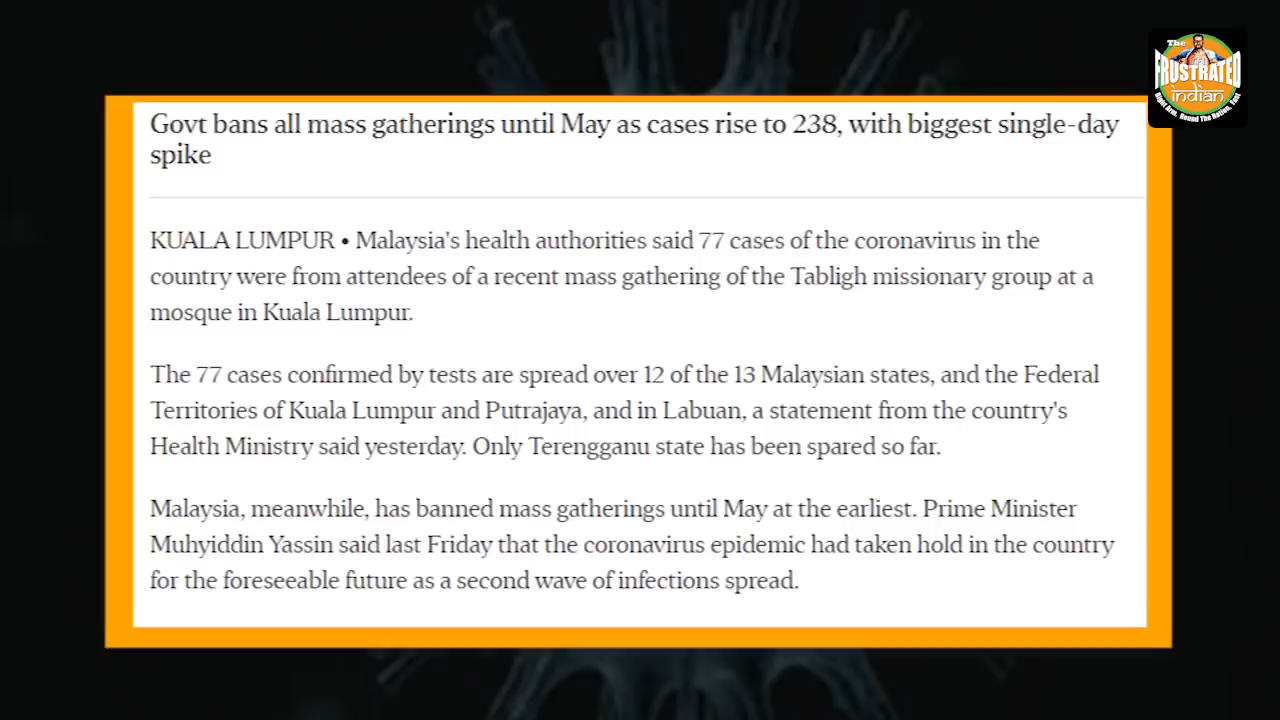 The
FRUSTRATED
indian
Right Arm, Round The Nation, Fast
Govt bans all mass gatherings until May as cases rise to 238, with biggest single-day
spike
KUALA LUMPUR • Malaysia's health authorities said 77 cases of the coronavirus in the
country were from attendees of a recent mass gathering of the Tabligh missionary group at a
mosque in Kuala Lumpur.
The 77 cases confirmed by tests are spread over 12 of the 13 Malaysian states, and the Federal
Territories of Kuala Lumpur and Putrajaya, and in Labuan, a statement from the country's
Health Ministry said yesterday. Only Terengganu state has been spared so far.
Malaysia, meanwhile, has banned mass gatherings until May at the earliest. Prime Minister
Muhyiddin Yassin said last Friday that the coronavirus epidemic had taken hold in the country
for the foreseeable future as a second wave of infections spread.